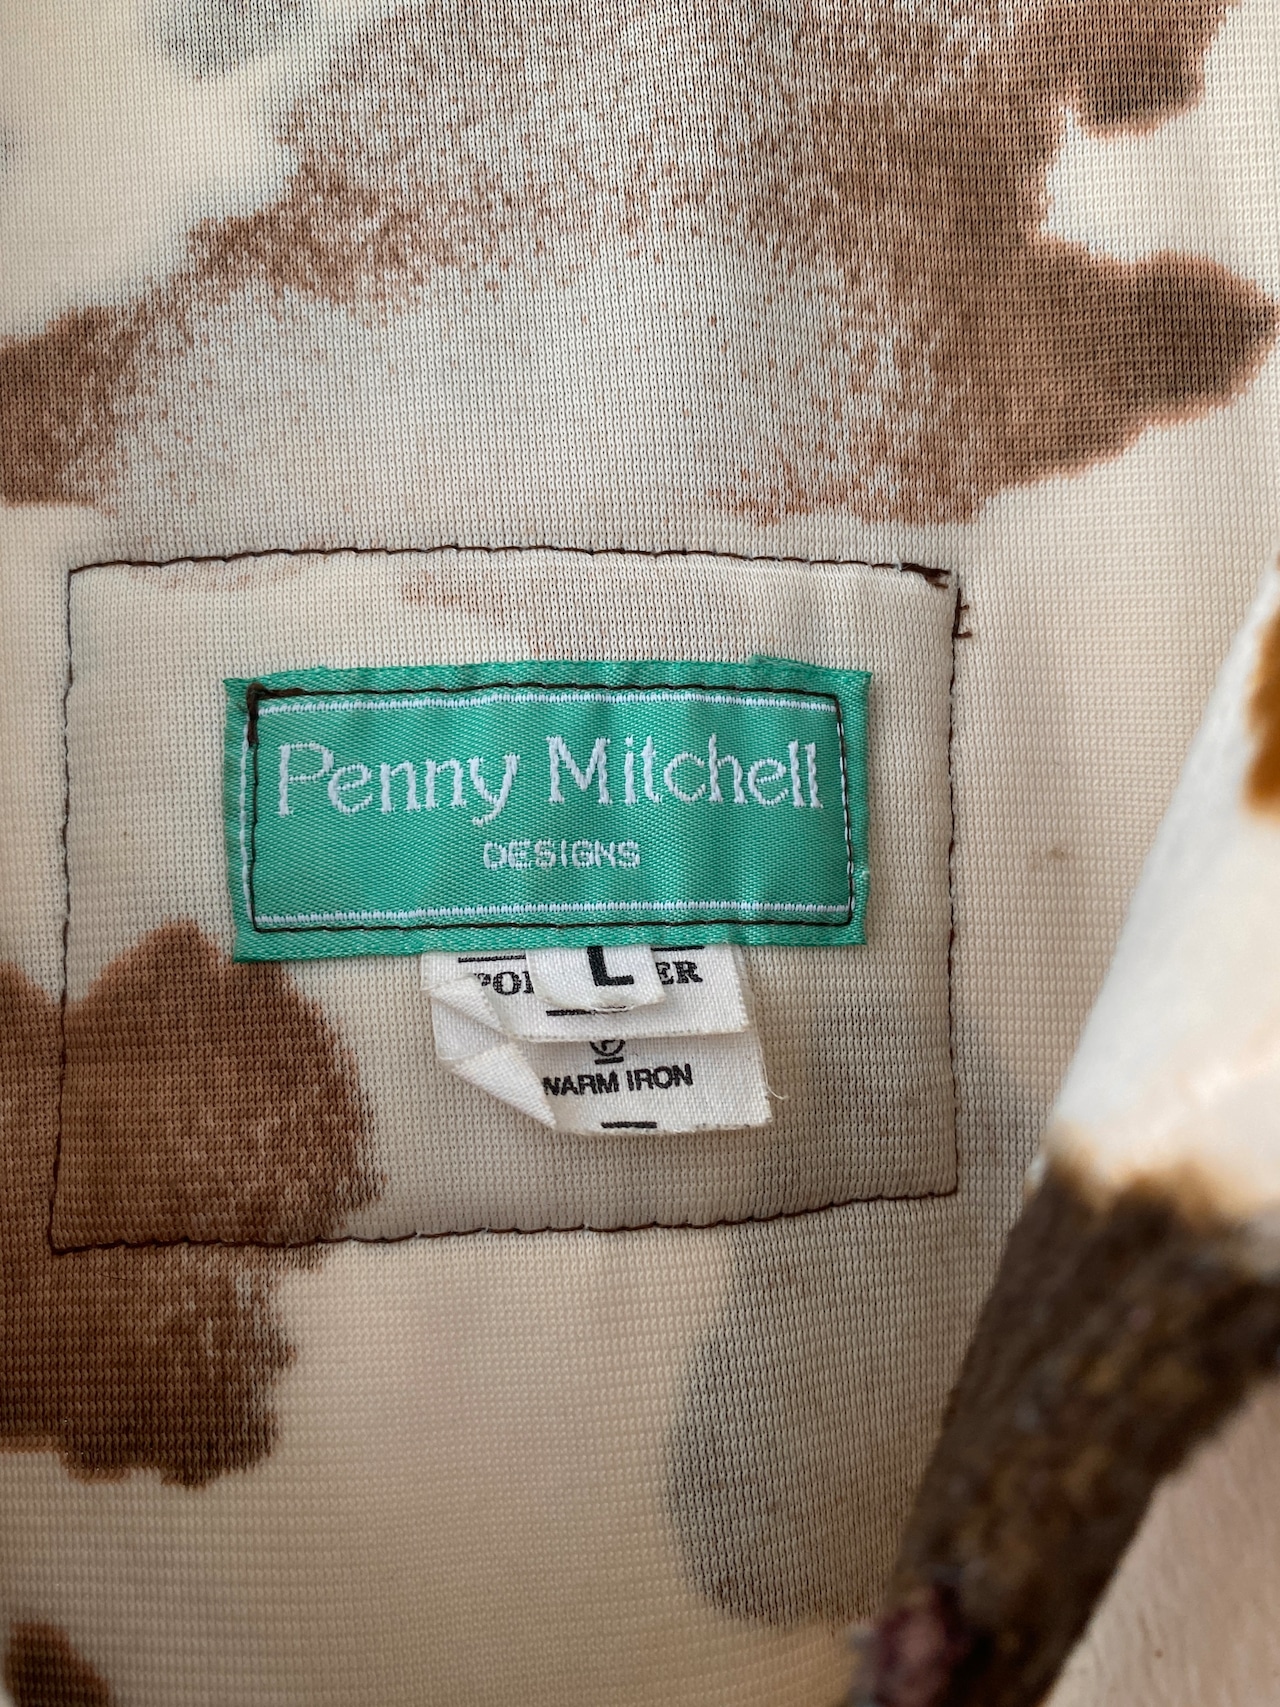 Penny Mitchell
DESIGNS
L
WARM IRON